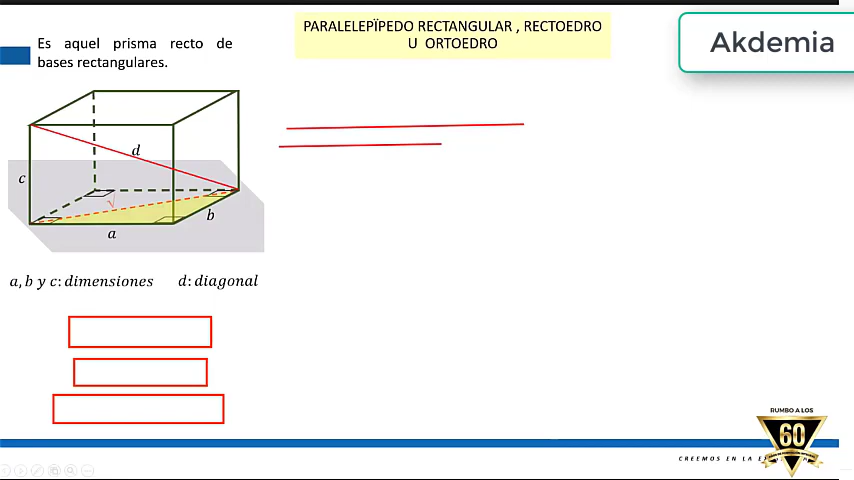 PARALELEPÏPEDO RECTANGULAR , RECTOEDRO
U ORTOEDRO
Akdemia
Es aquel prisma recto de
bases rectangulares.
d
c
√
b
a
a, b y c: dimensiones
d: diagonal
RUMBO A LOS
60
CREEMOS EN LA